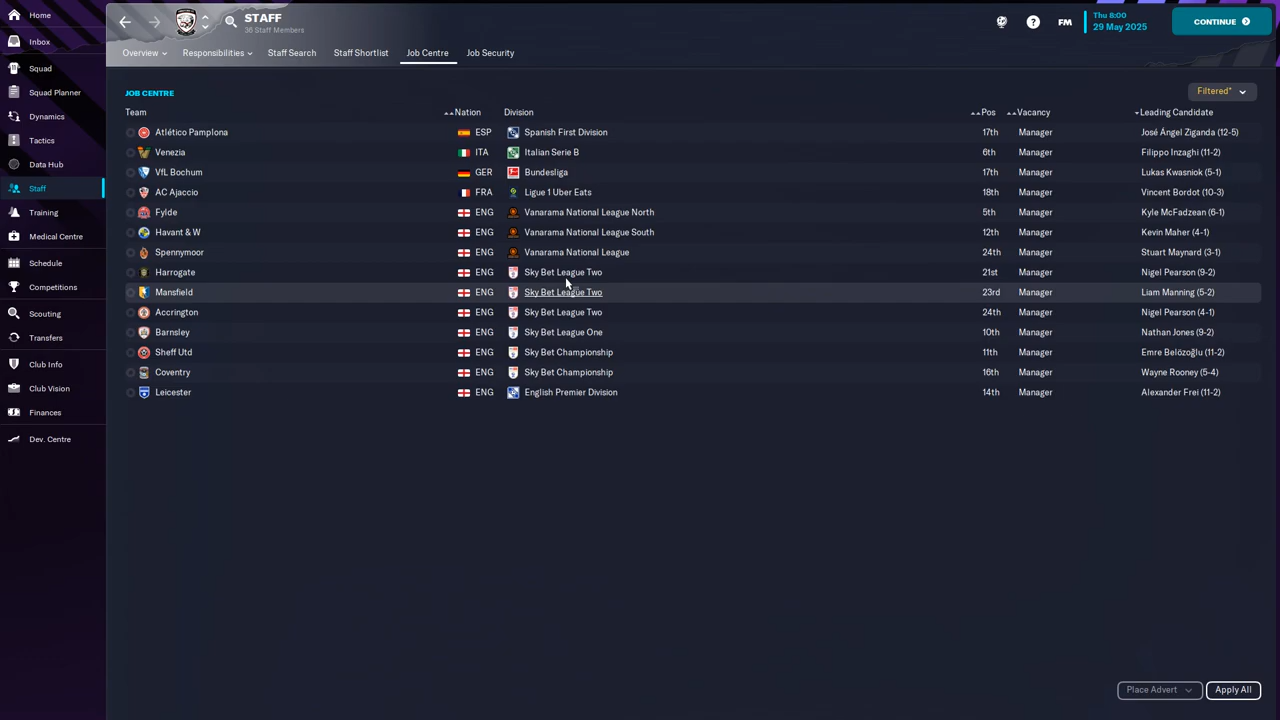 Home
Inbox
Squad
Squad Planner
Dynamics
Tactics
Data Hub
Staff
Training
Medical Centre
Schedule
Competitions
Scouting
Transfers
Club Info
Club Vision
Finances
Dev. Centre
STAFF
36 Staff Members
FM
Thu 8:00
29 May 2025
CONTINUE
Overview Responsibilities Staff Search Staff Shortlist Job Centre Job Security
JOB CENTRE
Filtered*
Team Nation Division Pos Vacancy Leading Candidate
Atlético Pamplona ESP Spanish First Division 17th Manager José Ángel Ziganda (12-5)
Venezia ITA Italian Serie B 6th Manager Filippo Inzaghi (11-2)
VfL Bochum GER Bundesliga 17th Manager Lukas Kwasniok (5-1)
AC Ajaccio FRA Ligue 1 Uber Eats 18th Manager Vincent Bordot (10-3)
Fylde ENG Vanarama National League North 5th Manager Kyle McFadzean (6-1)
Havant & W ENG Vanarama National League South 12th Manager Kevin Maher (4-1)
Spennymoor ENG Vanarama National League 24th Manager Stuart Maynard (3-1)
Harrogate ENG Sky Bet League Two 21st Manager Nigel Pearson (9-2)
Mansfield ENG Sky Bet League Two 23rd Manager Liam Manning (5-2)
Accrington ENG Sky Bet League Two 24th Manager Nigel Pearson (4-1)
Barnsley ENG Sky Bet League One 10th Manager Nathan Jones (9-2)
Sheff Utd ENG Sky Bet Championship 11th Manager Emre Belözoğlu (11-2)
Coventry ENG Sky Bet Championship 16th Manager Wayne Rooney (5-4)
Leicester ENG English Premier Division 14th Manager Alexander Frei (11-2)
Place Advert Apply All